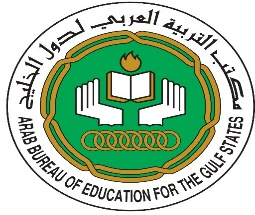 مكتب التربية العربي لدول الخليج
ARAB BUREAU OF EDUCATION FOR THE GULF STATES